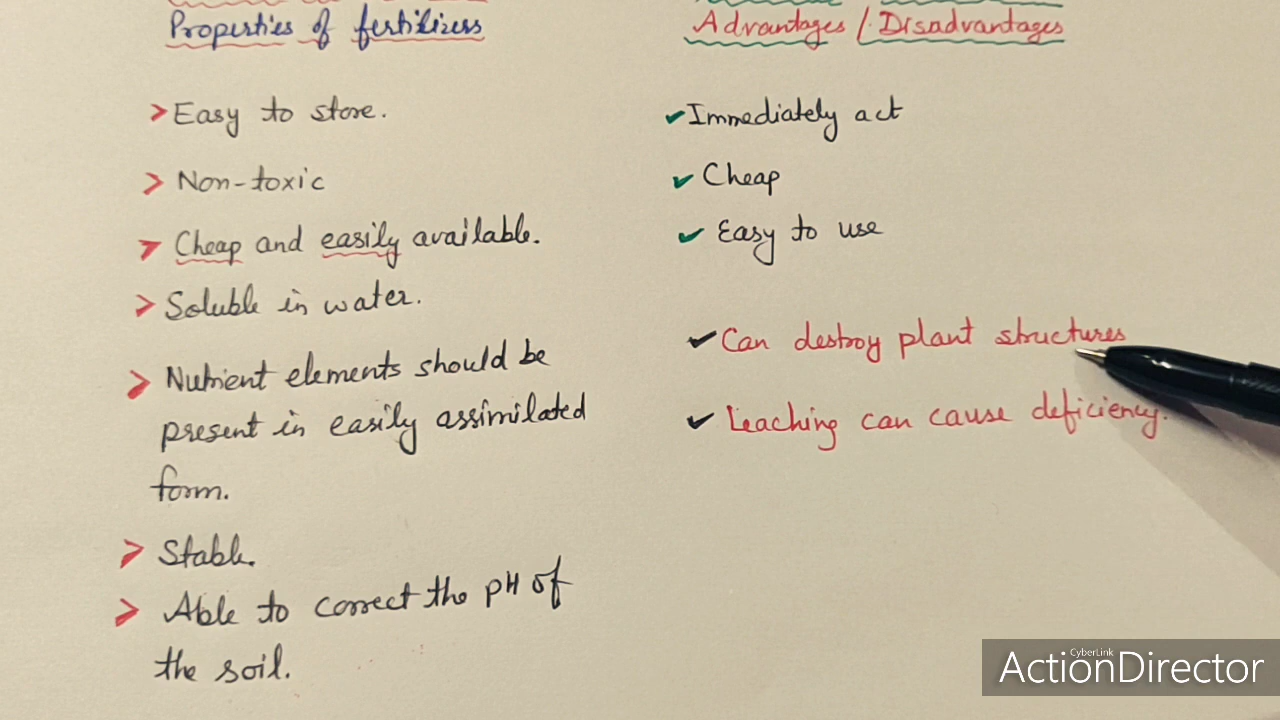 Properties of fertilizers
Easy to store.
Non-toxic
Cheap and easily available.
Soluble in water.
Nutrient elements should be
present in easily assimilated
form.
Stable.
Able to correct the pH of
the soil.
Advantages / Disadvantages
Immediately act
Cheap
Easy to use
Can destroy plant structures
Leaching can cause deficiency.
CyberLink
ActionDirector